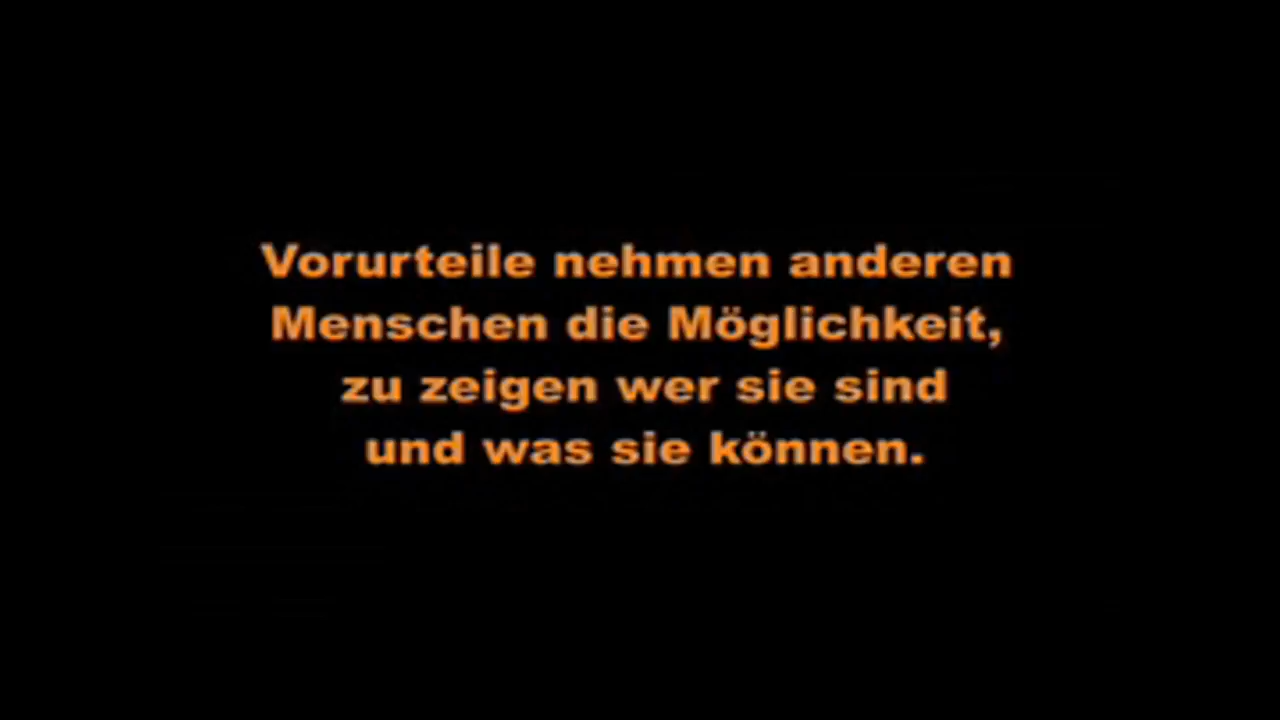 Vorurteile nehmen anderen
Menschen die Möglichkeit,
zu zeigen wer sie sind
und was sie können.